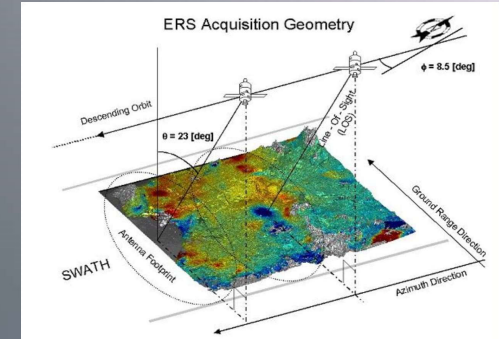 ERS Acquisition Geometry
ϕ = 8.5 [deg]
Descending Orbit
θ = 23 [deg]
Line - Of - Sight
(LOS)
Ground Range Direction
Antenna Footprint
SWATH
Azimuth Direction